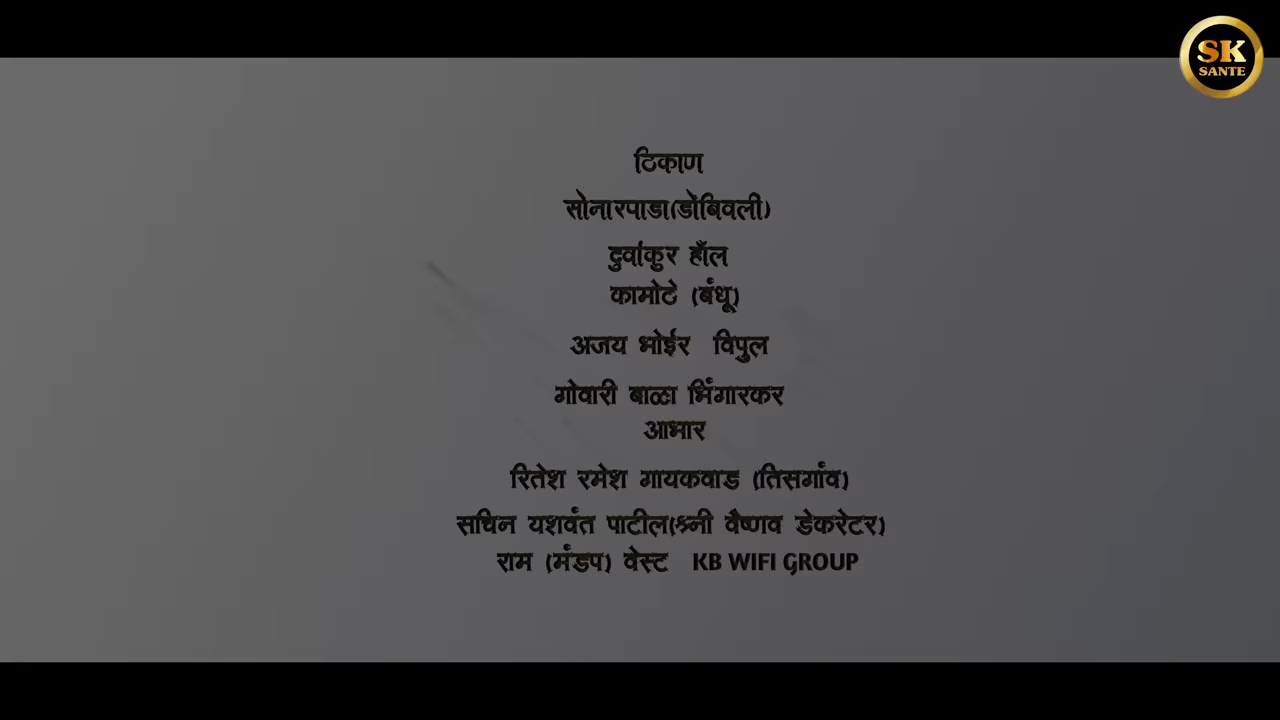 SK
SANTE
ठिकाण
सोनारपाडा(डोंबिवली)
दुर्वांकुर हॉल
कामोठे (बंधू)
अजय भोईर विपुल
गोवारी बाळा भिंगारकर
आभार
रितेश रमेश गायकवाड (तिसगांव)
सचिन यशवंत पाटील(श्री वैष्णव डेकरेटर)
राम (मंडप) वेस्ट KB WIFI GROUP